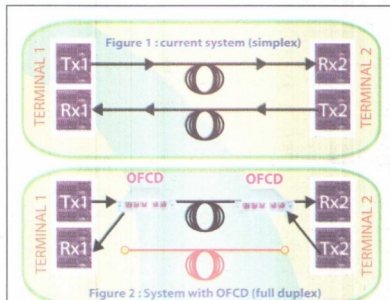 Figure 1 : current system (simplex)
TERMINAL 1
Tx1
Rx1
Rx2
Tx2
TERMINAL 2
OFCD
OFCD
TERMINAL 1
Tx1
Rx1
Rx2
Tx2
TERMINAL 2
Figure 2 : System with OFCD (full duplex)